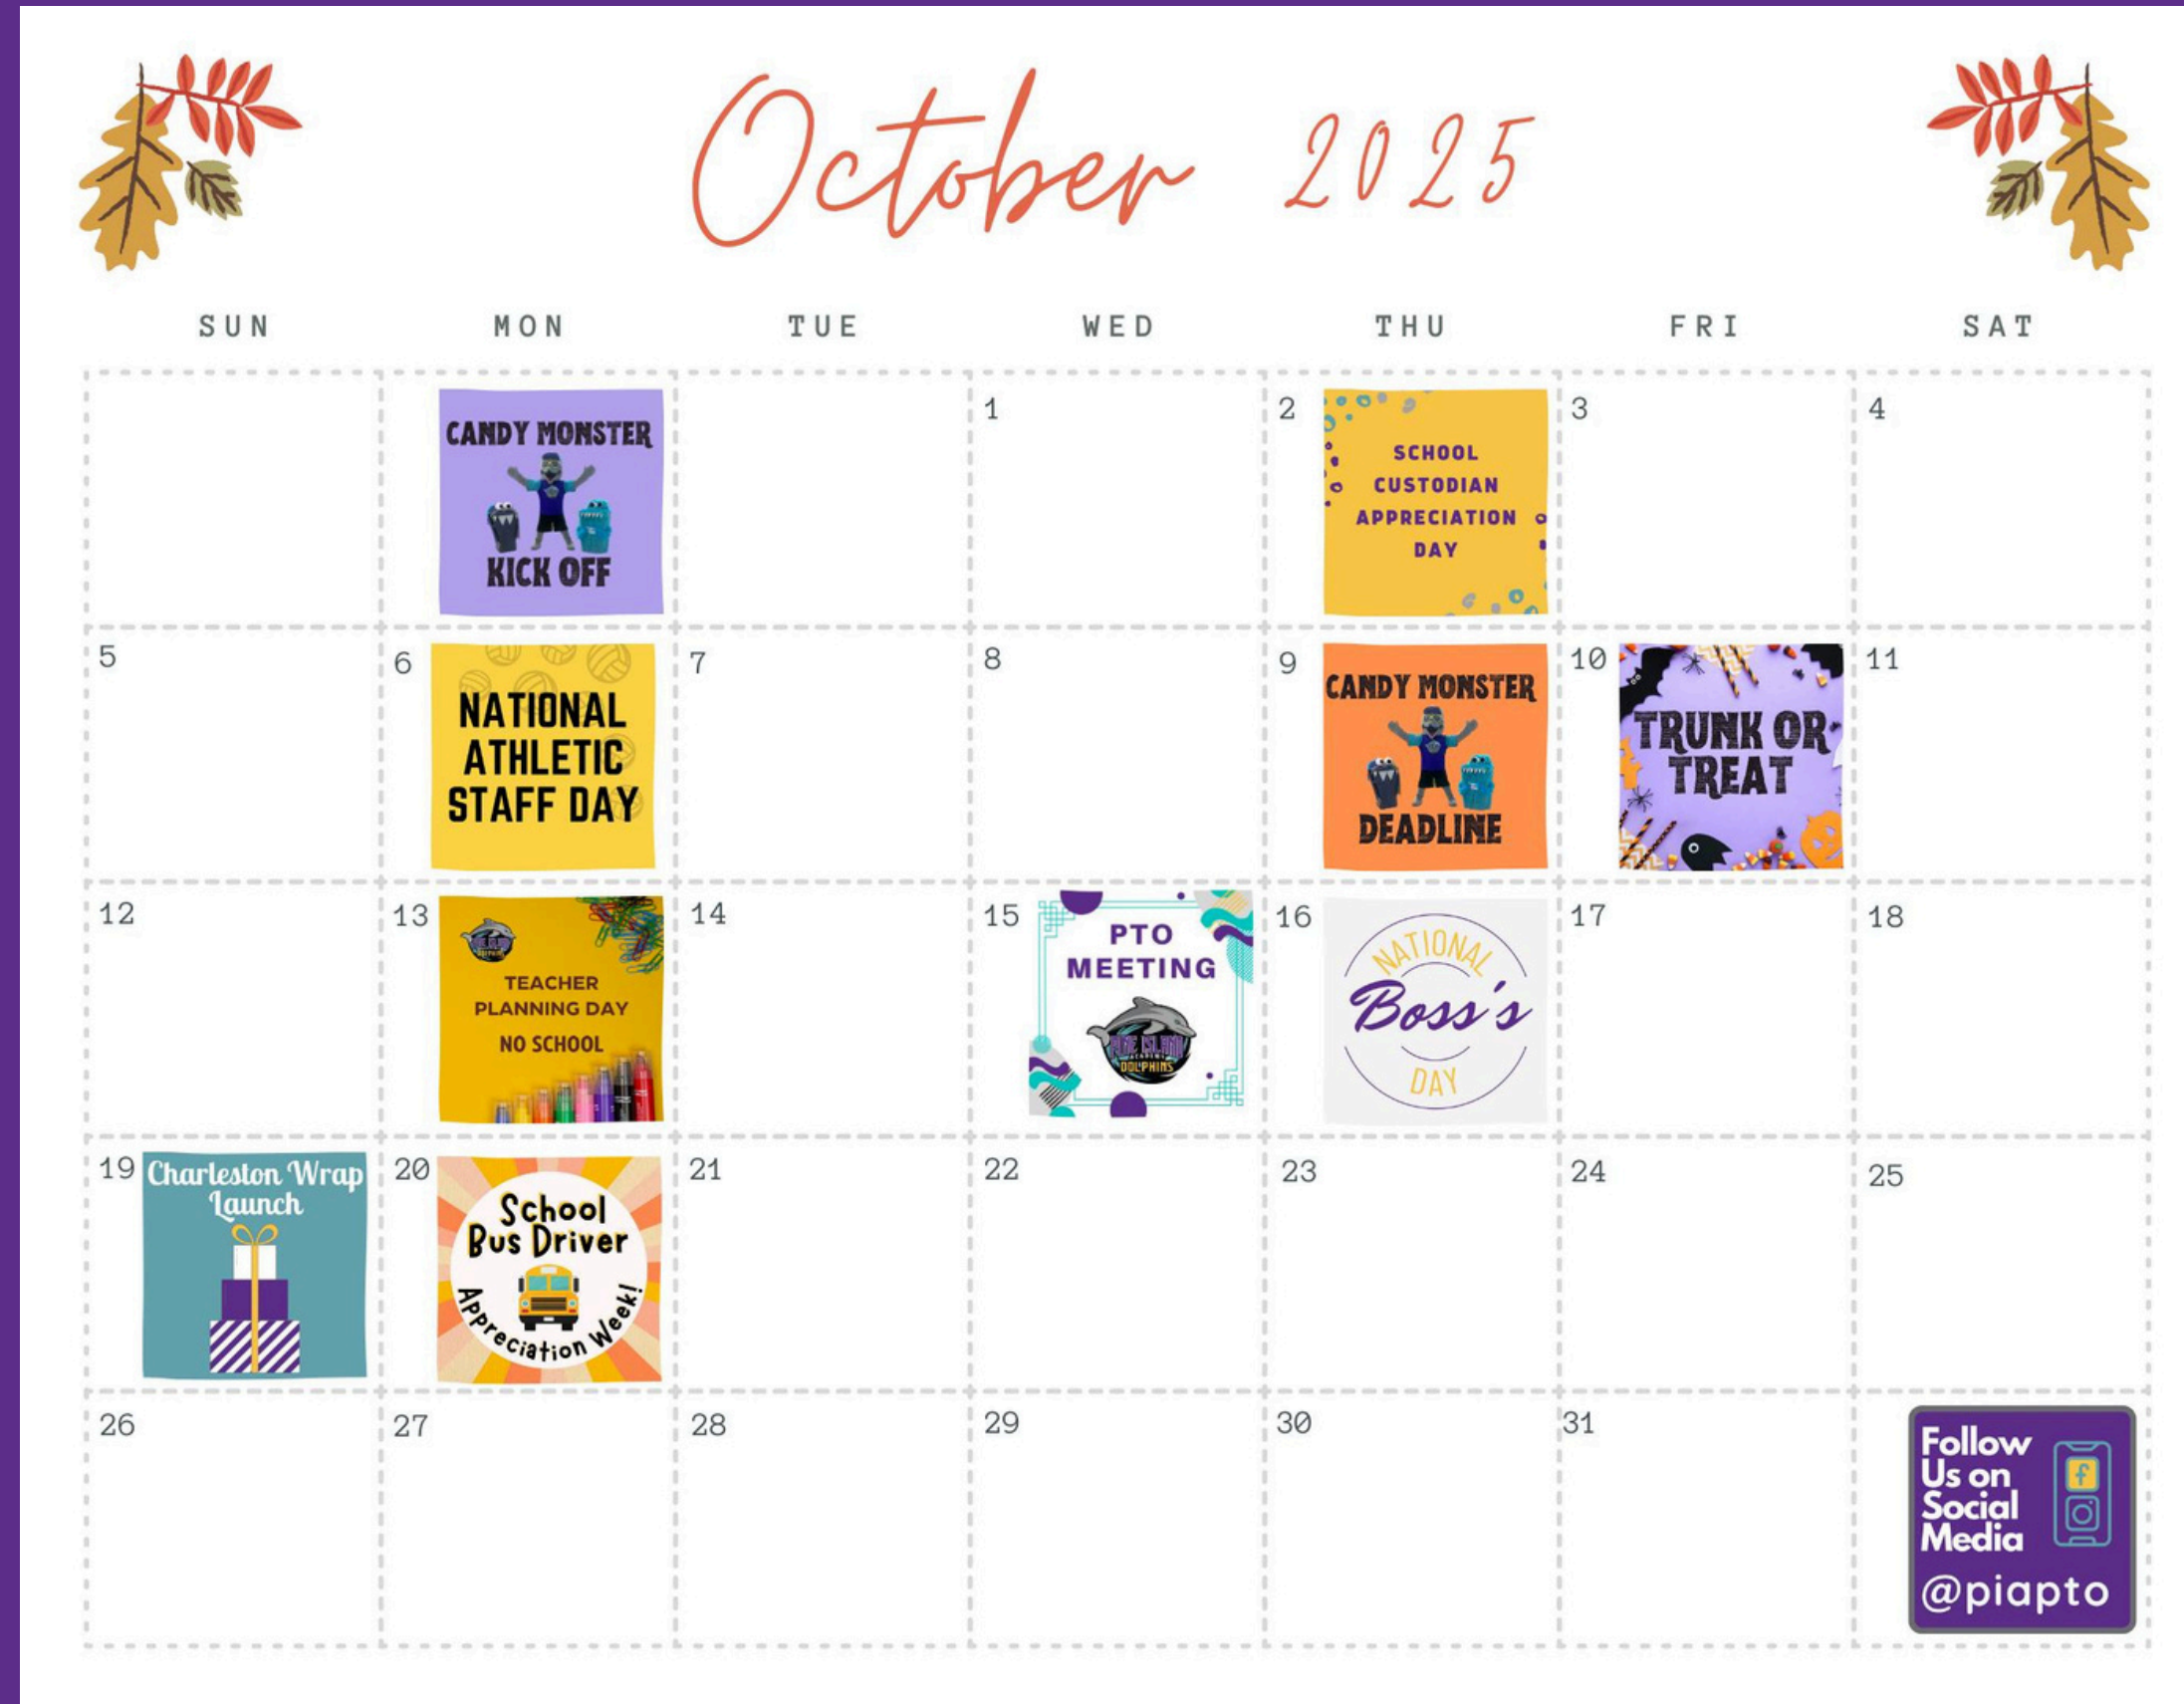 October 2025
SUN MON TUE WED THU FRI SAT
CANDY MONSTER
KICK OFF
1
2
SCHOOL
CUSTODIAN
APPRECIATION
DAY
3
4
5
6
NATIONAL
ATHLETIC
STAFF DAY
7
8
9
CANDY MONSTER
DEADLINE
10
TRUNK OR
TREAT
11
12
13
TEACHER
PLANNING DAY
NO SCHOOL
14
15
PTO
MEETING
PINE ISLAND
ACADEMY
DOLPHINS
16
NATIONAL
Boss's
DAY
17
18
19
Charleston Wrap
Launch
20
School
Bus Driver
Appreciation Week!
21
22
23
24
25
26
27
28
29
30
31
Follow
Us on
Social
Media
@piapto